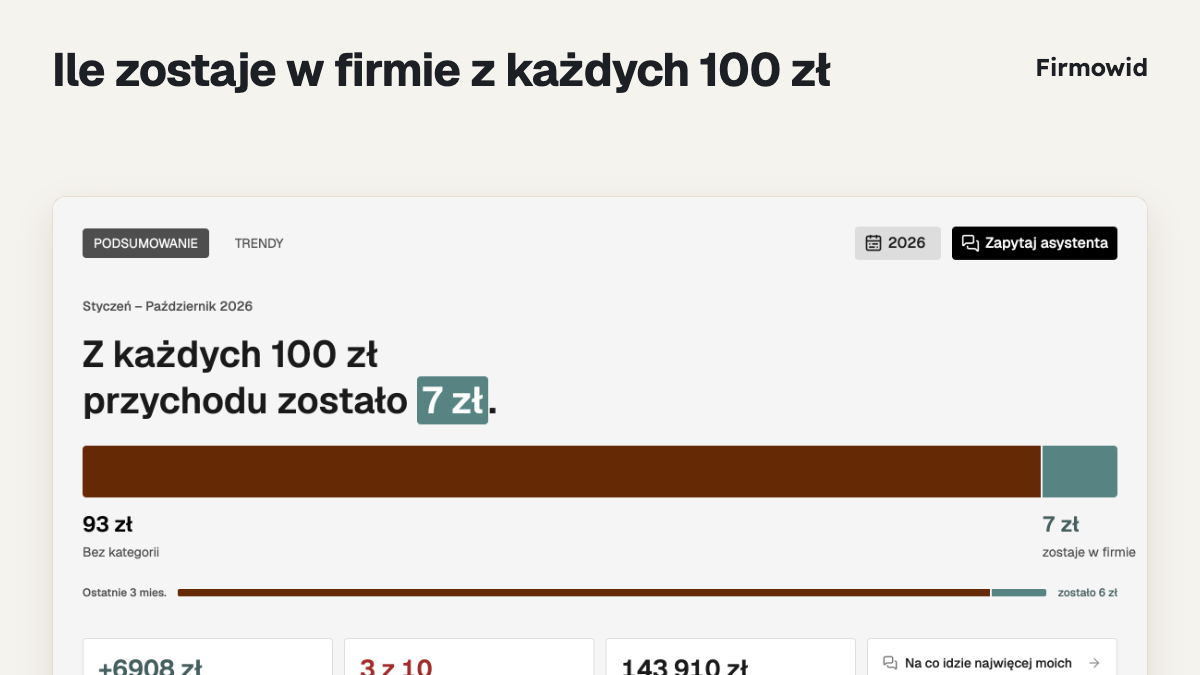 Ile zostaje w firmie z każdych 100 zł
Firmowid
PODSUMOWANIE
TRENDY
2026
Zapytaj asystenta
Styczeń – Październik 2026
Z każdych 100 zł
przychodu zostało 7 zł.
93 zł
Bez kategorii
7 zł
zostaje w firmie
Ostatnie 3 mies.
zostało 6 zł
+6908 zł
3 z 10
143 910 zł
Na co idzie najwięcej moich